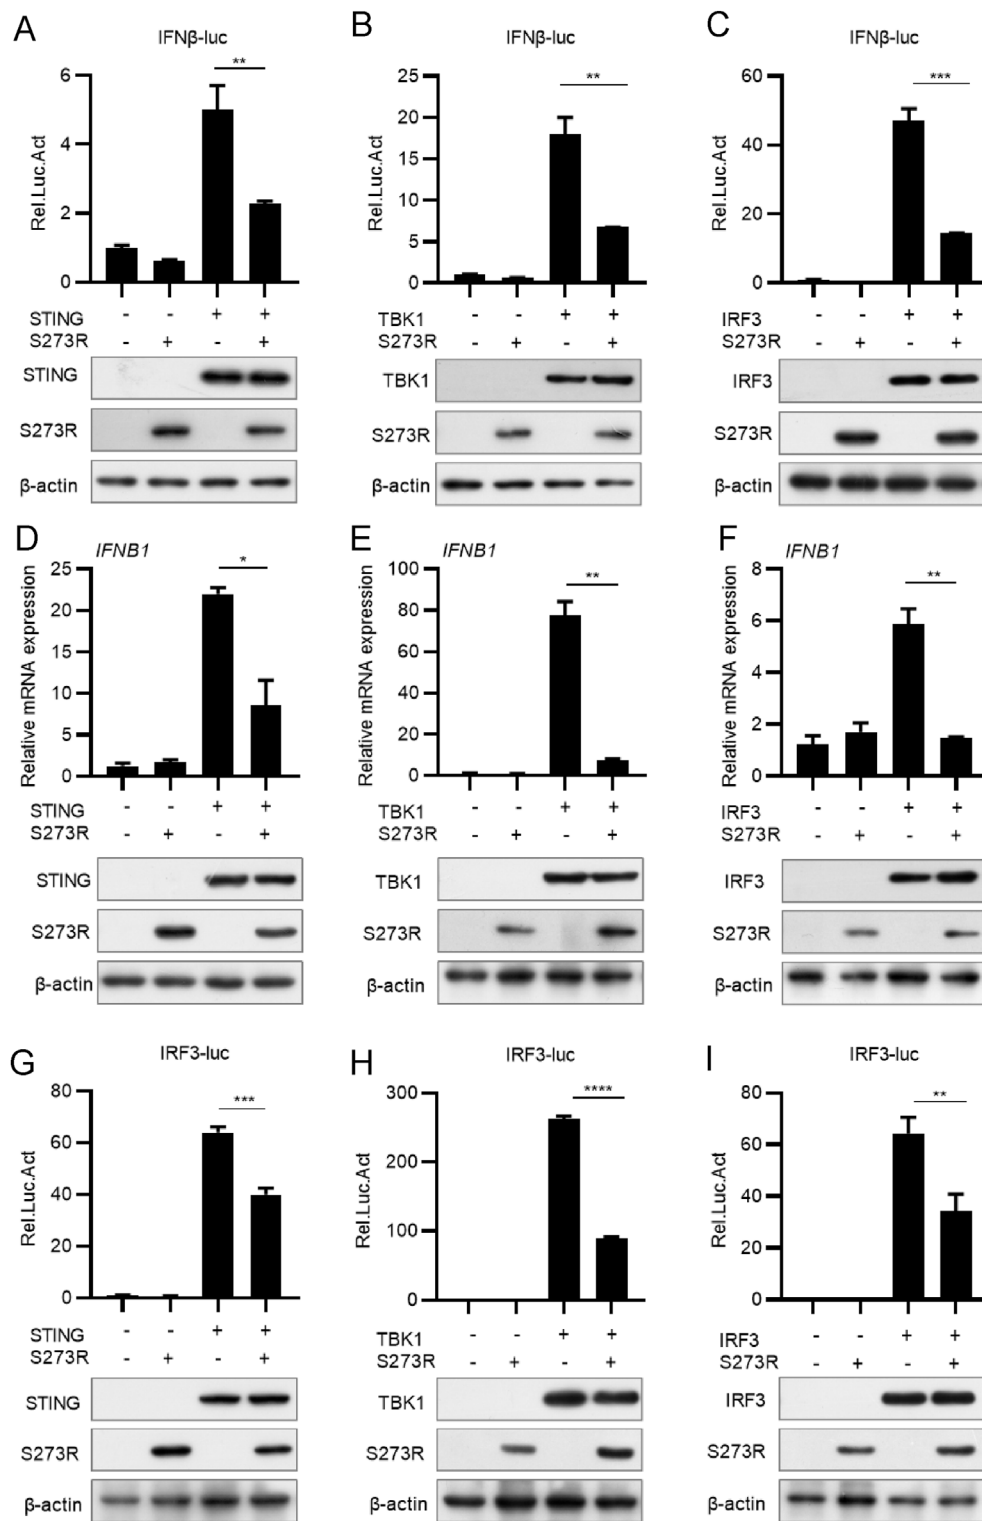 A
IFNβ-luc
Rel.Luc.Act
6
4
2
0
**
STING - - + +
S273R - + - +
STING
S273R
β-actin
B
IFNβ-luc
Rel.Luc.Act
25
20
15
10
5
0
**
TBK1 - - + +
S273R - + - +
TBK1
S273R
β-actin
C
IFNβ-luc
Rel.Luc.Act
60
40
20
0
***
IRF3 - - + +
S273R - + - +
IRF3
S273R
β-actin
D
IFNB1
Relative mRNA expression
25
20
15
10
5
0
*
STING - - + +
S273R - + - +
STING
S273R
β-actin
E
IFNB1
Relative mRNA expression
100
80
60
40
20
0
**
TBK1 - - + +
S273R - + - +
TBK1
S273R
β-actin
F
IFNB1
Relative mRNA expression
8
6
4
2
0
**
IRF3 - - + +
S273R - + - +
IRF3
S273R
β-actin
G
IRF3-luc
Rel.Luc.Act
80
60
40
20
0
***
STING - - + +
S273R - + - +
STING
S273R
β-actin
H
IRF3-luc
Rel.Luc.Act
300
200
100
0
****
TBK1 - - + +
S273R - + - +
TBK1
S273R
β-actin
I
IRF3-luc
Rel.Luc.Act
80
60
40
20
0
**
IRF3 - - + +
S273R - + - +
IRF3
S273R
β-actin